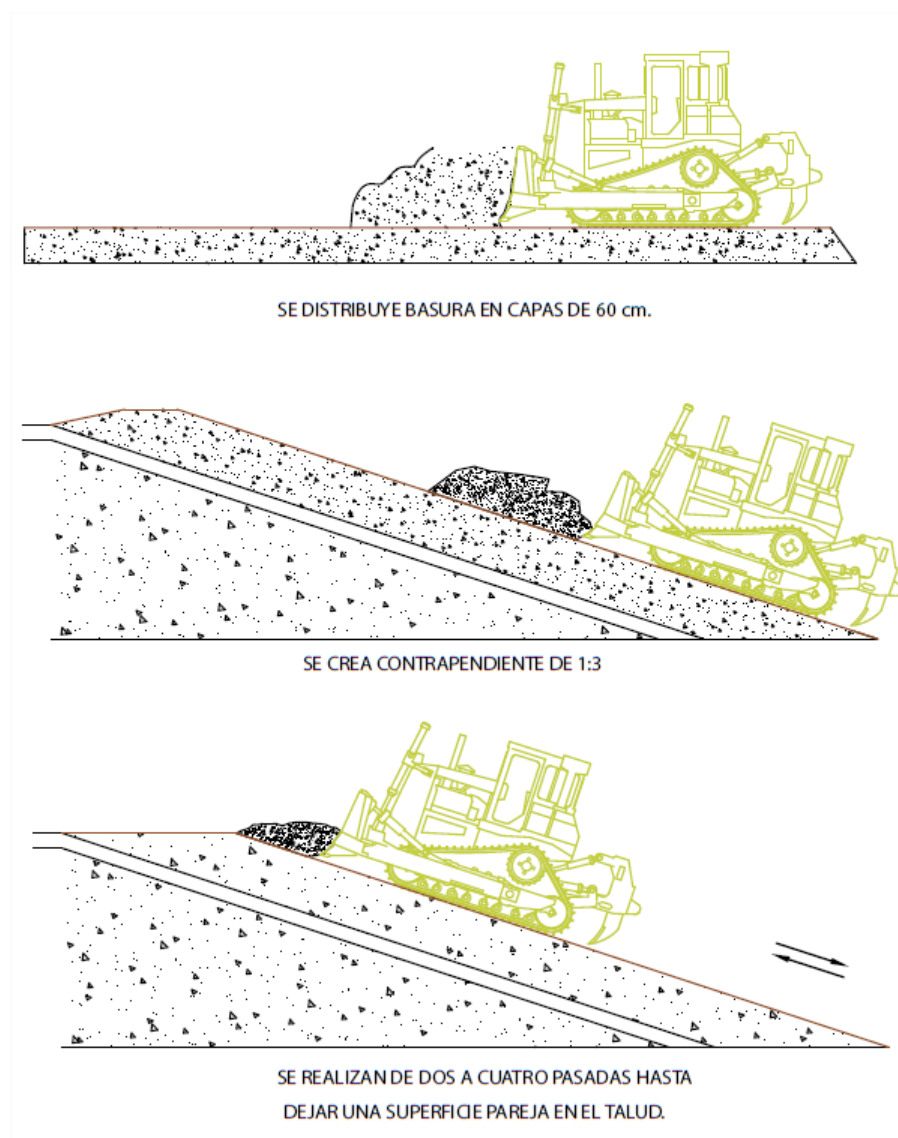 SE DISTRIBUYE BASURA EN CAPAS DE 60 cm.
SE CREA CONTRAPENDIENTE DE 1:3
SE REALIZAN DE DOS A CUATRO PASADAS HASTA
DEJAR UNA SUPERFICIE PAREJA EN EL TALUD.